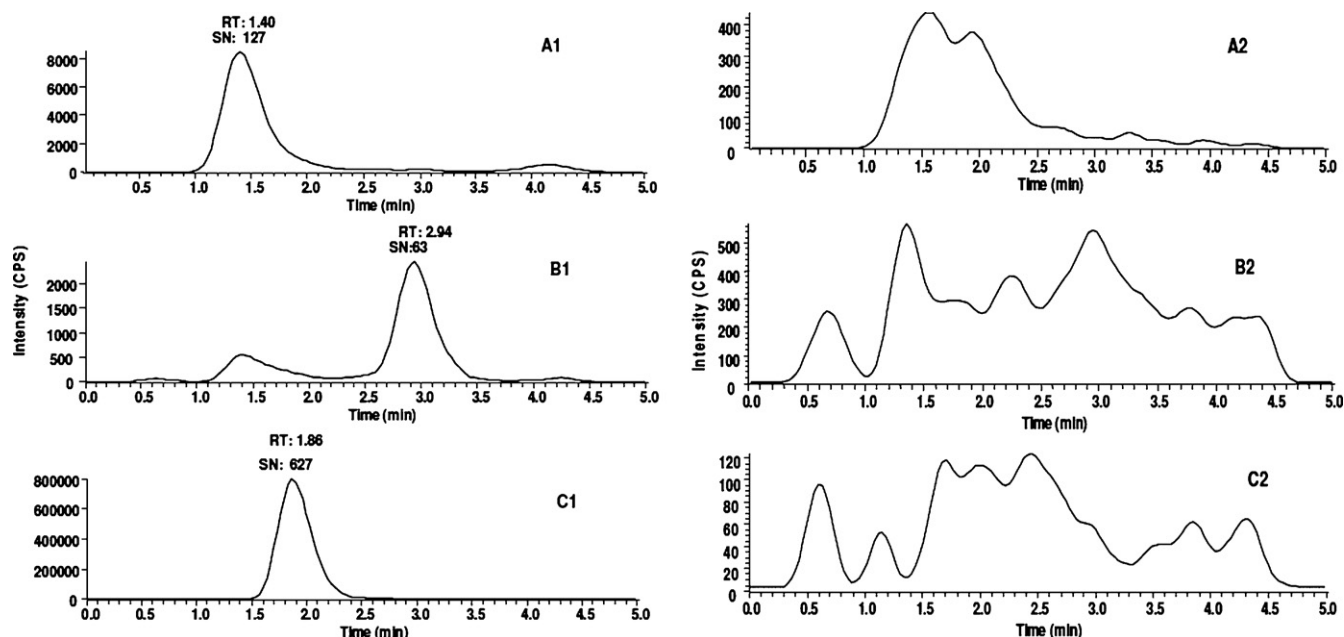 RT: 1.40
SN: 127
A1
8000
6000
4000
2000
0
0.5 1.0 1.5 2.0 2.5 3.0 3.5 4.0 4.5 5.0
Time (min)
A2
400
300
200
100
0
0.0 1.0 2.0 3.0 4.0 5.0
Time (min)
RT: 2.94
SN:63
B1
Intensity (CPS)
2000
1500
1000
500
0
0.0 0.5 1.0 1.5 2.0 2.5 3.0 3.5 4.0 4.5 5.0
Time (min)
B2
Intensity (CPS)
500
400
300
200
100
0
0.0 0.5 1.0 1.5 2.0 2.5 3.0 3.5 4.0 4.5 5.0
Time (min)
RT: 1.86
SN: 627
C1
800000
600000
400000
200000
0
0.0 0.5 1.0 1.5 2.0 2.5 3.0 3.5 4.0 4.5 5.0
Time (min)
C2
120
100
80
60
40
20
0
0.0 0.5 1.0 1.5 2.0 2.5 3.0 3.5 4.0 4.5 5.0
Time (min)